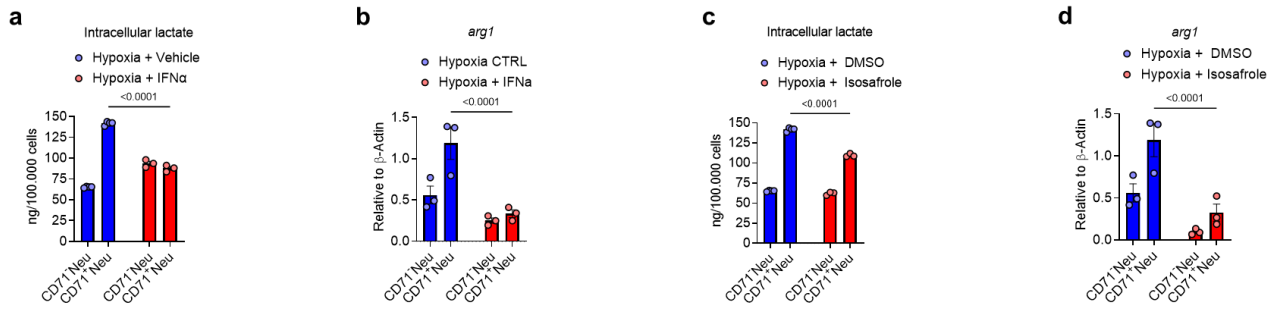 a
Intracellular lactate
Hypoxia + Vehicle
Hypoxia + IFNα
<0.0001
ng/100.000 cells
150
125
100
75
50
25
0
CD71⁻Neu
CD71⁺Neu
CD71⁻Neu
CD71⁺Neu
b
arg1
Hypoxia CTRL
Hypoxia + IFNa
<0.0001
Relative to β-Actin
1.5
1.0
0.5
0.0
CD71⁻Neu
CD71⁺Neu
CD71⁻Neu
CD71⁺Neu
c
Intracellular lactate
Hypoxia + DMSO
Hypoxia + Isosafrole
<0.0001
ng/100.000 cells
150
125
100
75
50
25
0
CD71⁻Neu
CD71⁺Neu
CD71⁻Neu
CD71⁺Neu
d
arg1
Hypoxia + DMSO
Hypoxia + Isosafrole
<0.0001
Relative to β-Actin
1.5
1.0
0.5
0.0
CD71⁻Neu
CD71⁺Neu
CD71⁻Neu
CD71⁺Neu